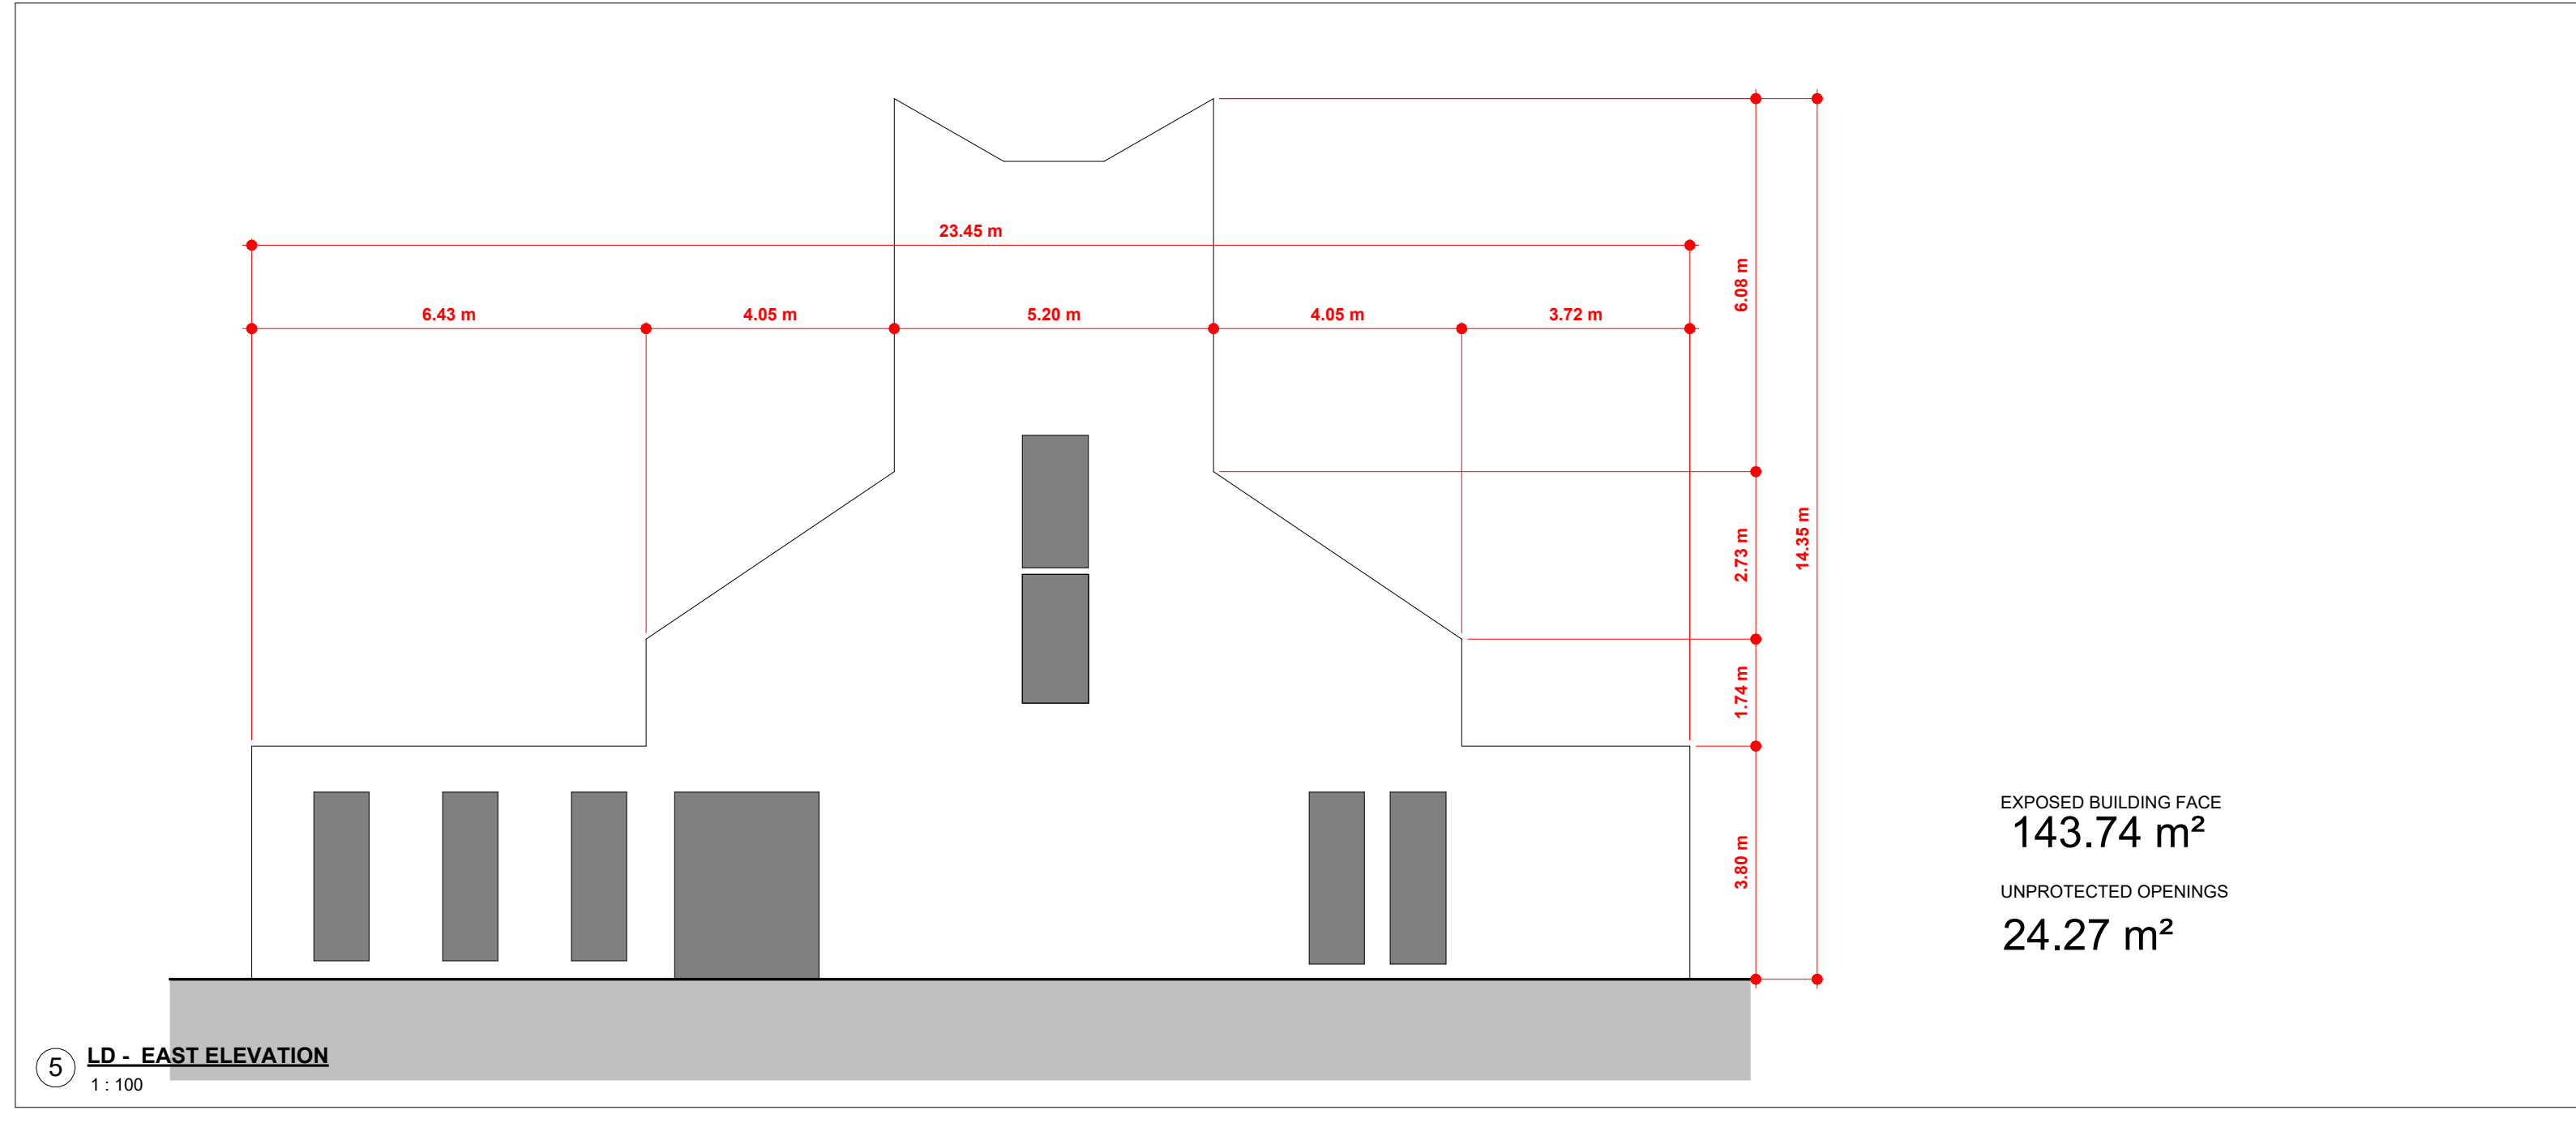 23.45 m
6.43 m
4.05 m
5.20 m
4.05 m
3.72 m
6.08 m
2.73 m
14.35 m
1.74 m
3.80 m
EXPOSED BUILDING FACE
143.74 m²
UNPROTECTED OPENINGS
24.27 m²
5
LD - EAST ELEVATION
1 : 100